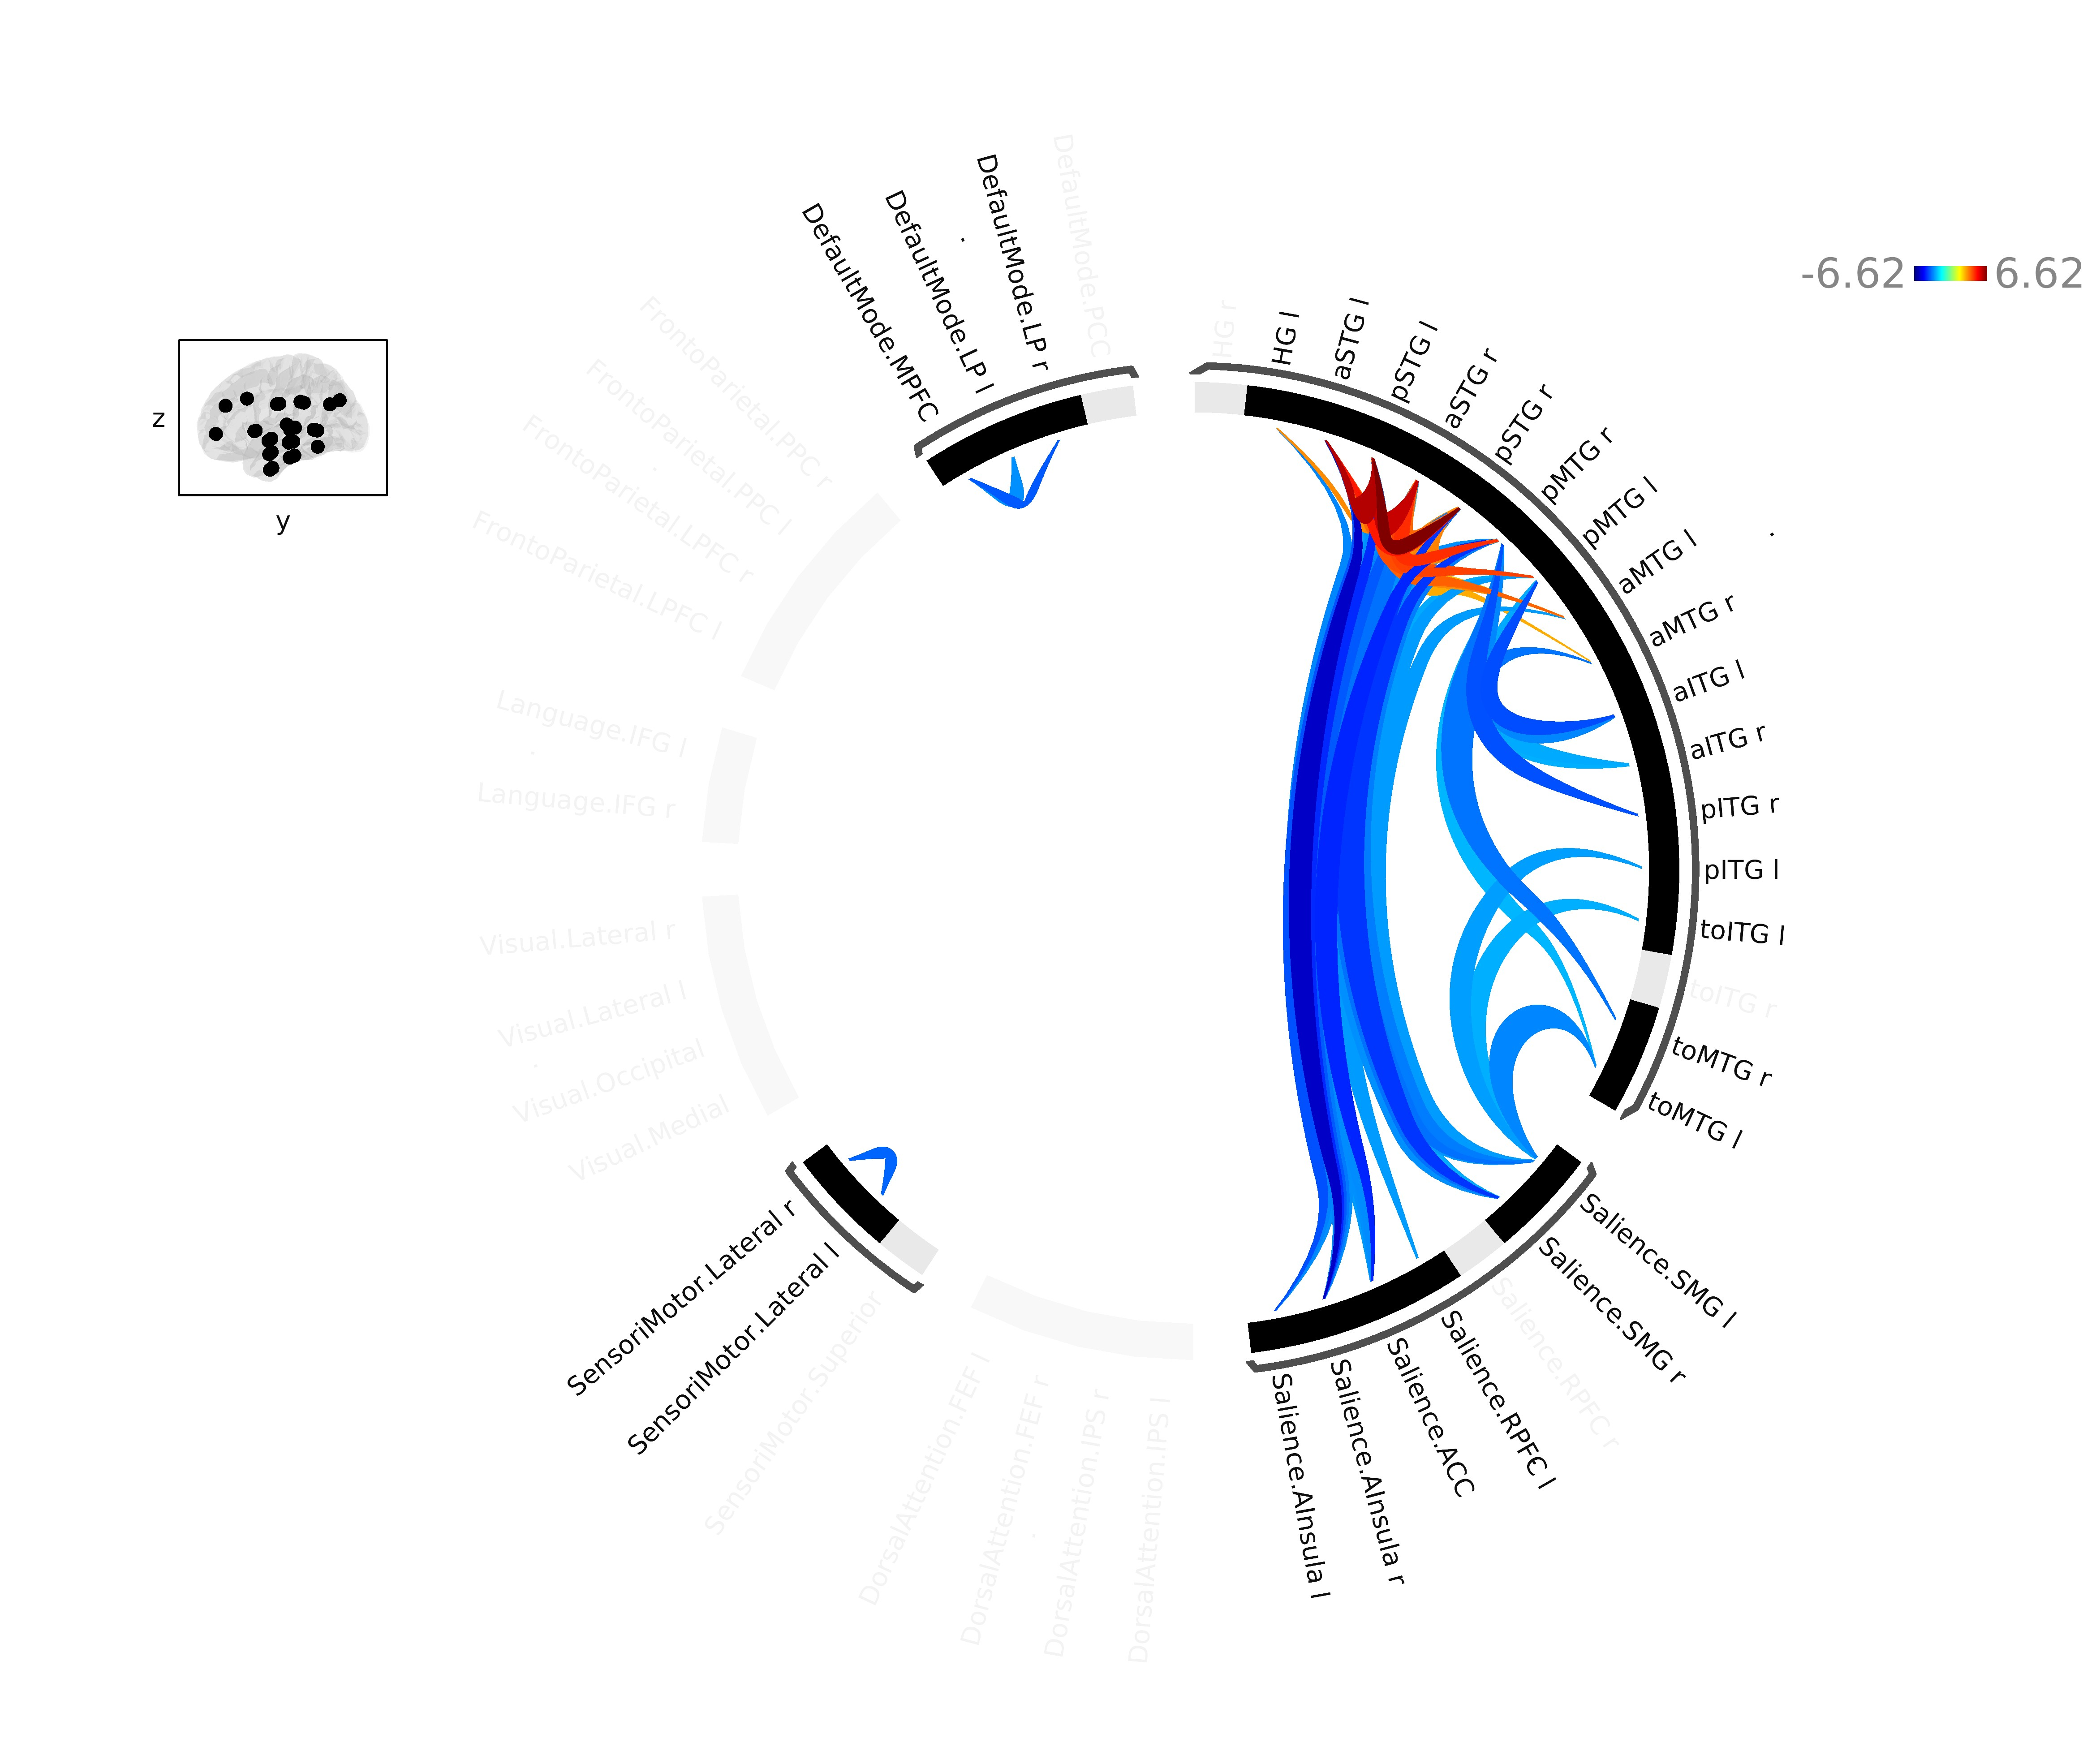 DefaultMode.MPFC
DefaultMode.LP l
DefaultMode.LP r
DefaultMode.PCC
HG r
HG l
aSTG l
pSTG l
aSTG r
pSTG r
pMTG r
pMTG l
aMTG l
aMTG r
aITG l
aITG r
pITG r
pITG l
toITG l
toITG r
toMTG r
toMTG l
Salience.SMG l
Salience.SMG r
Salience.RPFC r
Salience.RPFC l
Salience.ACC
Salience.AInsula r
Salience.AInsula l
DorsalAttention.IPS l
DorsalAttention.IPS r
DorsalAttention.FEF r
DorsalAttention.FEF l
SensoriMotor.Superior
SensoriMotor.Lateral l
SensoriMotor.Lateral r
Visual.Medial
Visual.Occipital
Visual.Lateral l
Visual.Lateral r
Language.IFG r
Language.IFG l
FrontoParietal.LPFC l
FrontoParietal.LPFC r
FrontoParietal.PPC l
FrontoParietal.PPC r
-6.62 6.62
z
y